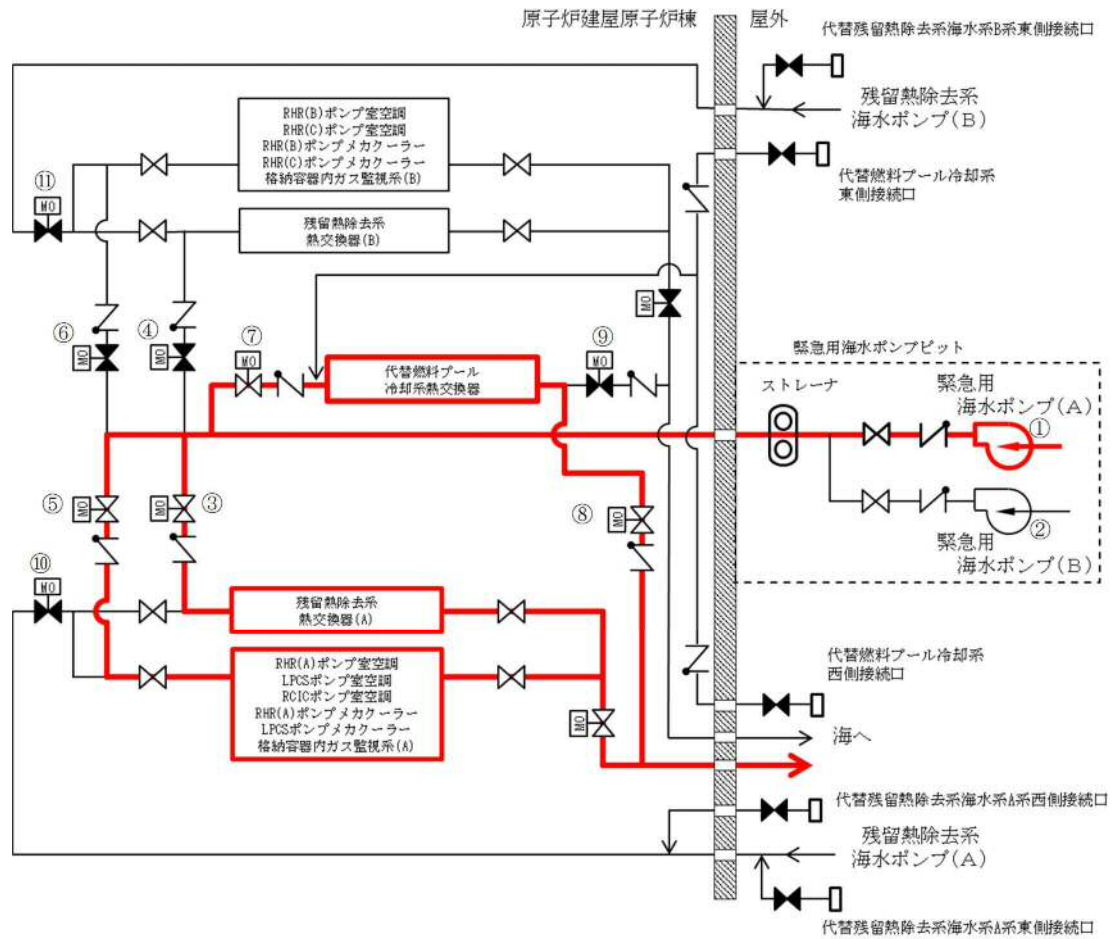 原子炉建屋原子炉棟
屋外
代替残留熱除去系海水系B系東側接続口
残留熱除去系
海水ポンプ(B)
代替燃料プール冷却系
東側接続口
RHR(B)ポンプ室空調
RHR(C)ポンプ室空調
RHR(B)ポンプメカクーラー
RHR(C)ポンプメカクーラー
格納容器内ガス監視系(B)
⑪
MO
残留熱除去系
熱交換器(B)
MO
⑥
MO
④
MO
⑦
MO
代替燃料プール
冷却系熱交換器
⑨
MO
緊急用海水ポンプピット
ストレーナ
緊急用
海水ポンプ(A)
①
②
緊急用
海水ポンプ(B)
⑤
MO
③
MO
⑧
MO
⑩
MO
残留熱除去系
熱交換器(A)
RHR(A)ポンプ室空調
LPCSポンプ室空調
RCICポンプ室空調
RHR(A)ポンプメカクーラー
LPCSポンプメカクーラー
格納容器内ガス監視系(A)
MO
代替燃料プール冷却系
西側接続口
海へ
代替残留熱除去系海水系A系西側接続口
残留熱除去系
海水ポンプ(A)
代替残留熱除去系海水系A系東側接続口